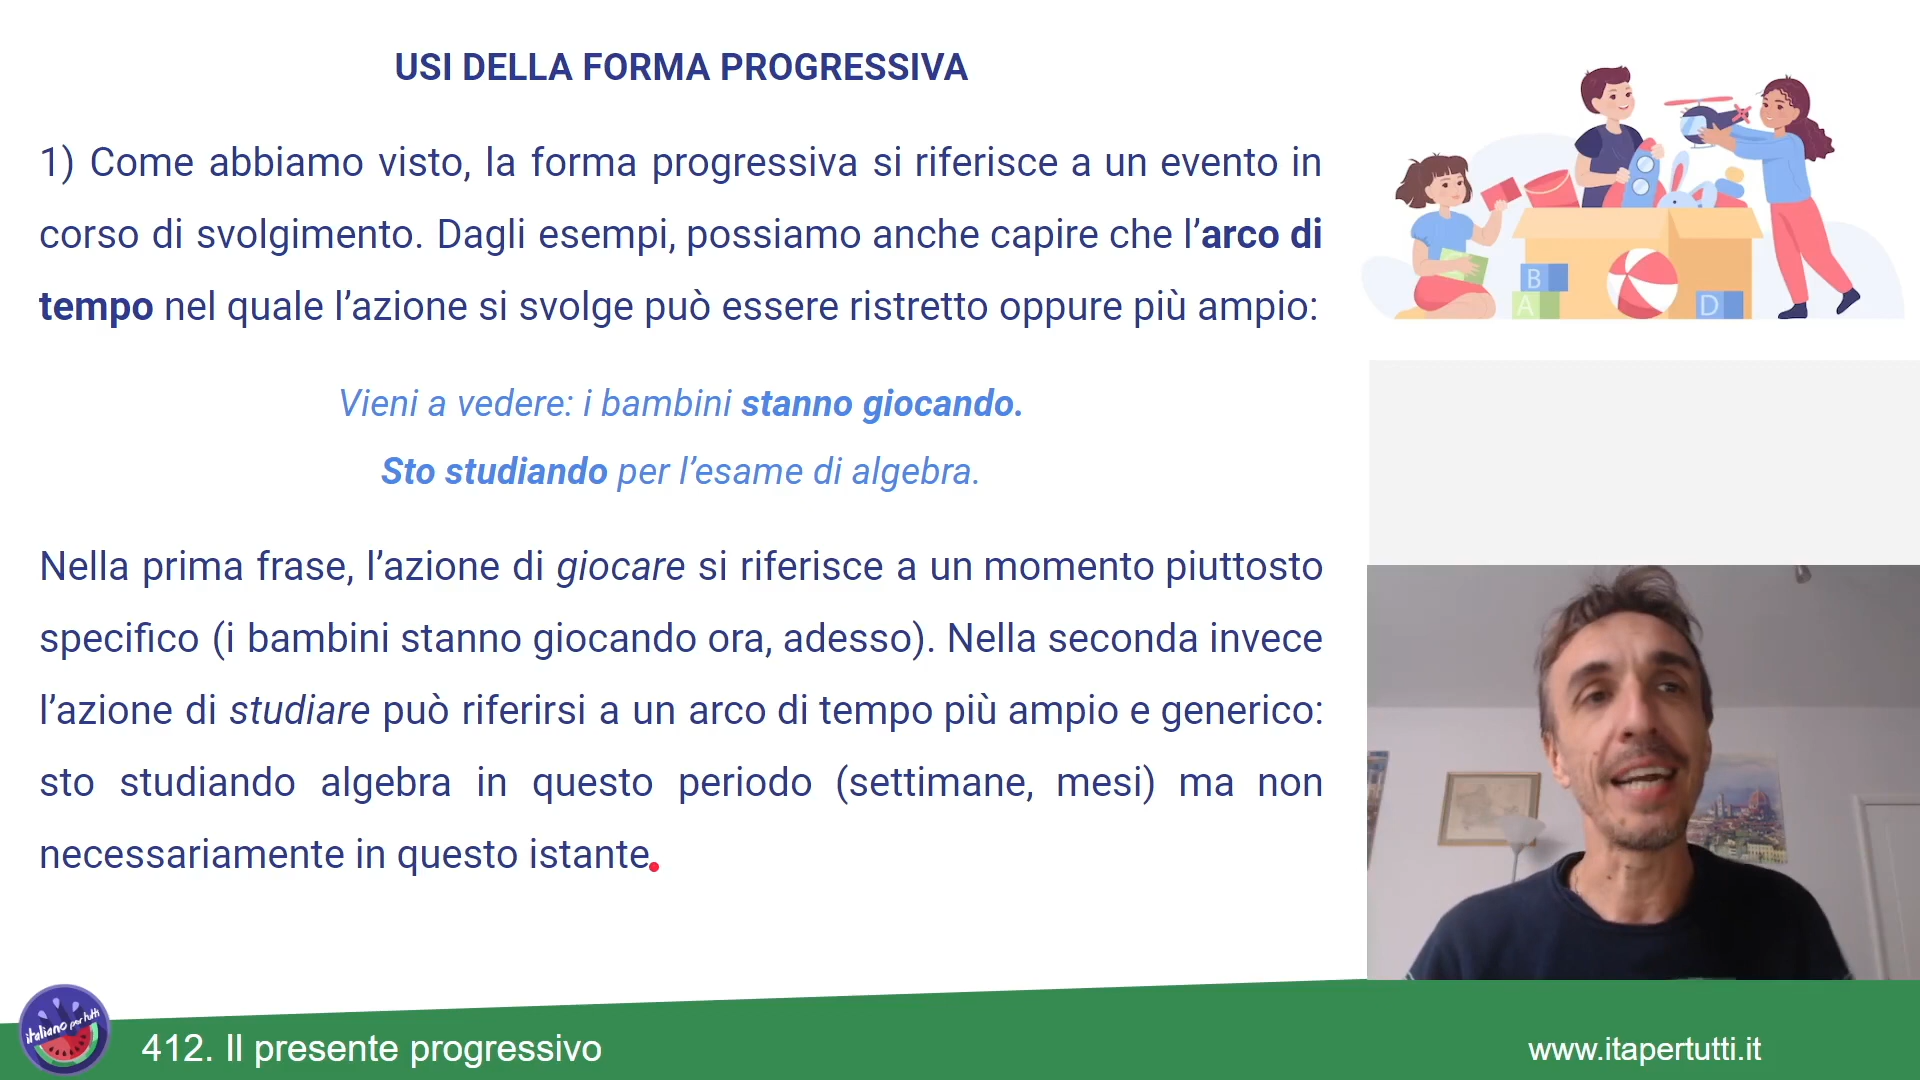 USI DELLA FORMA PROGRESSIVA
1) Come abbiamo visto, la forma progressiva si riferisce a un evento in
corso di svolgimento. Dagli esempi, possiamo anche capire che l’arco di
tempo nel quale l’azione si svolge può essere ristretto oppure più ampio:
Vieni a vedere: i bambini stanno giocando.
Sto studiando per l’esame di algebra.
Nella prima frase, l’azione di giocare si riferisce a un momento piuttosto
specifico (i bambini stanno giocando ora, adesso). Nella seconda invece
l’azione di studiare può riferirsi a un arco di tempo più ampio e generico:
sto studiando algebra in questo periodo (settimane, mesi) ma non
necessariamente in questo istante.
B
A
D
italiano per tutti
412. Il presente progressivo
www.itapertutti.it